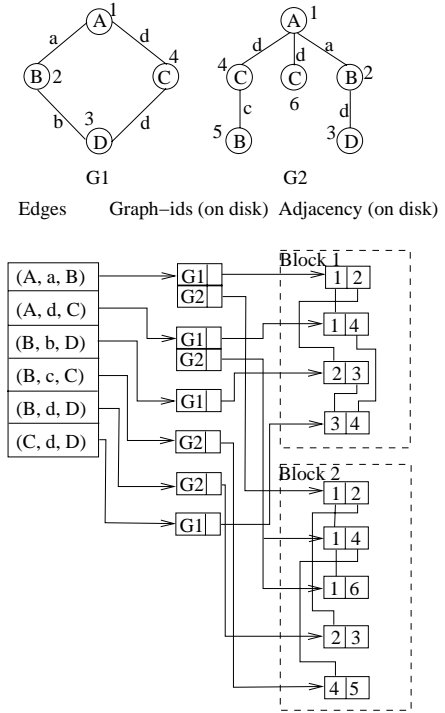 A 1 A 1
a d d d a
B 2 4 C 4 C C 6 B 2
b 3 d c d
D 5 B 3 D
G1 G2
Edges Graph-ids (on disk) Adjacency (on disk)
Block 1
(A, a, B) G1 1 2
G2
(A, d, C) G1 1 4
G2
(B, b, D) G1 2 3
(B, c, C) G2 3 4
(B, d, D) G2
(C, d, D) G1
Block 2
1 2
1 4
1 6
2 3
4 5